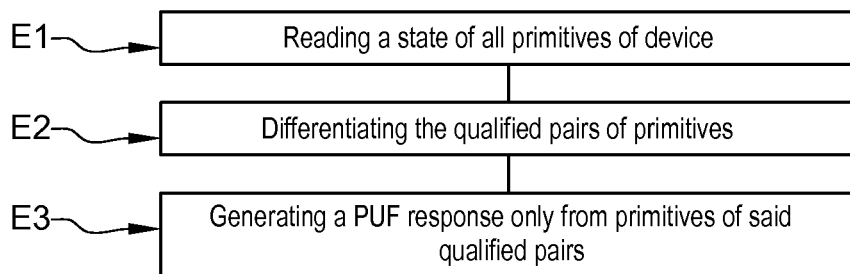 E1
Reading a state of all primitives of device
E2
Differentiating the qualified pairs of primitives
E3
Generating a PUF response only from primitives of said
qualified pairs